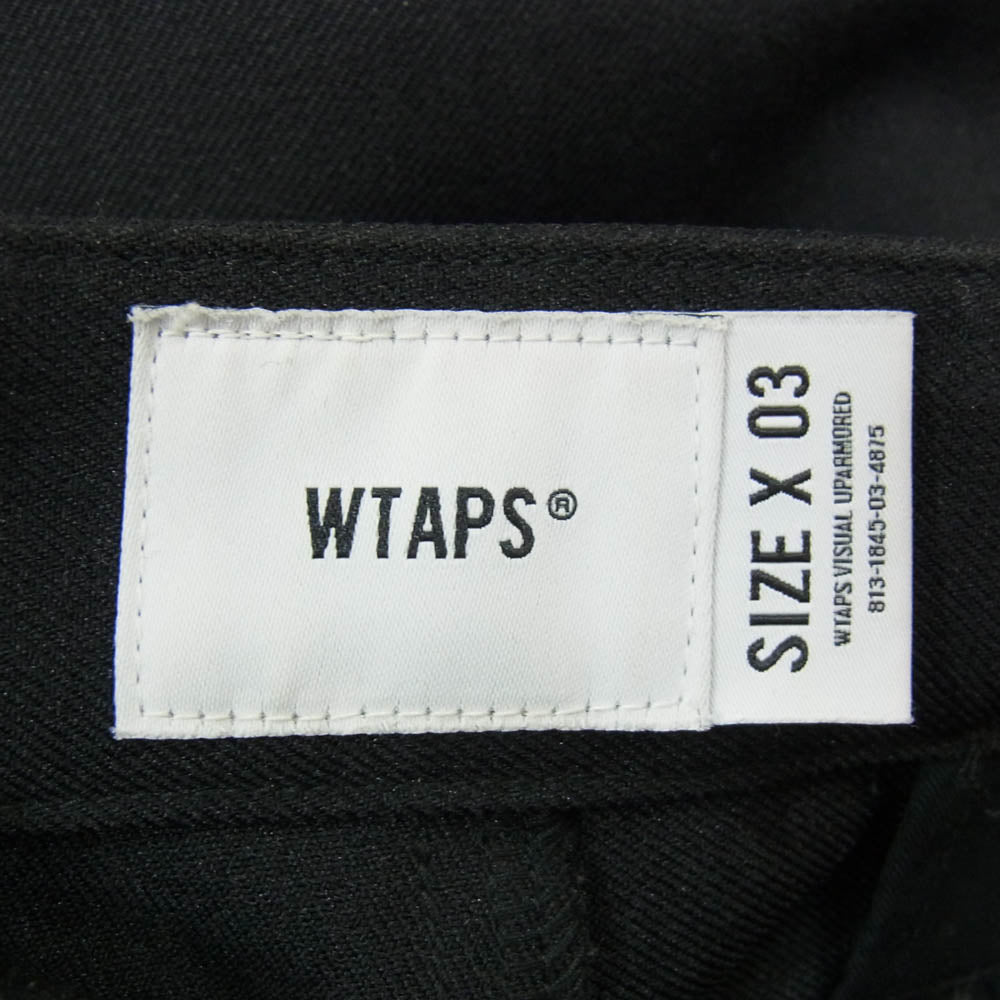 WTAPS®
SIZE X 03
WTAPS VISUAL UPARMORED
813-1845-03-4875